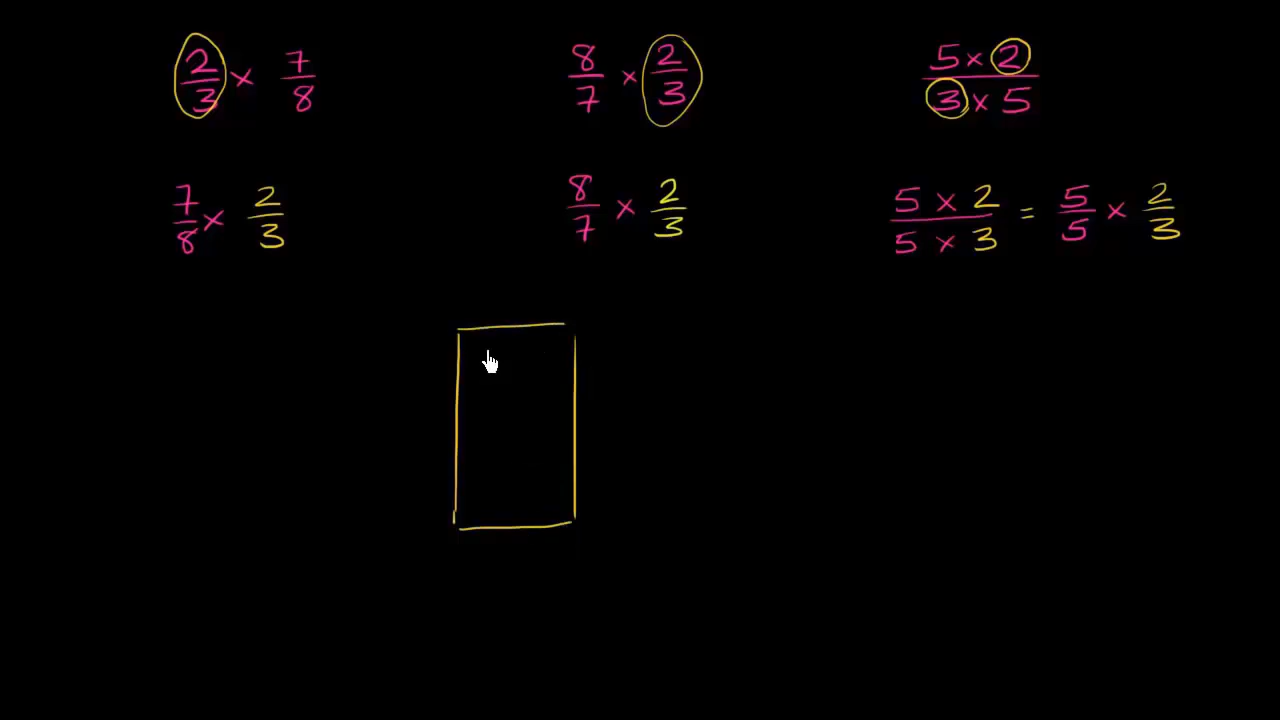 2/3 × 7/8
8/7 × 2/3
5 × 2 / 3 × 5
7/8 × 2/3
8/7 × 2/3
5 × 2 / 5 × 3 = 5/5 × 2/3